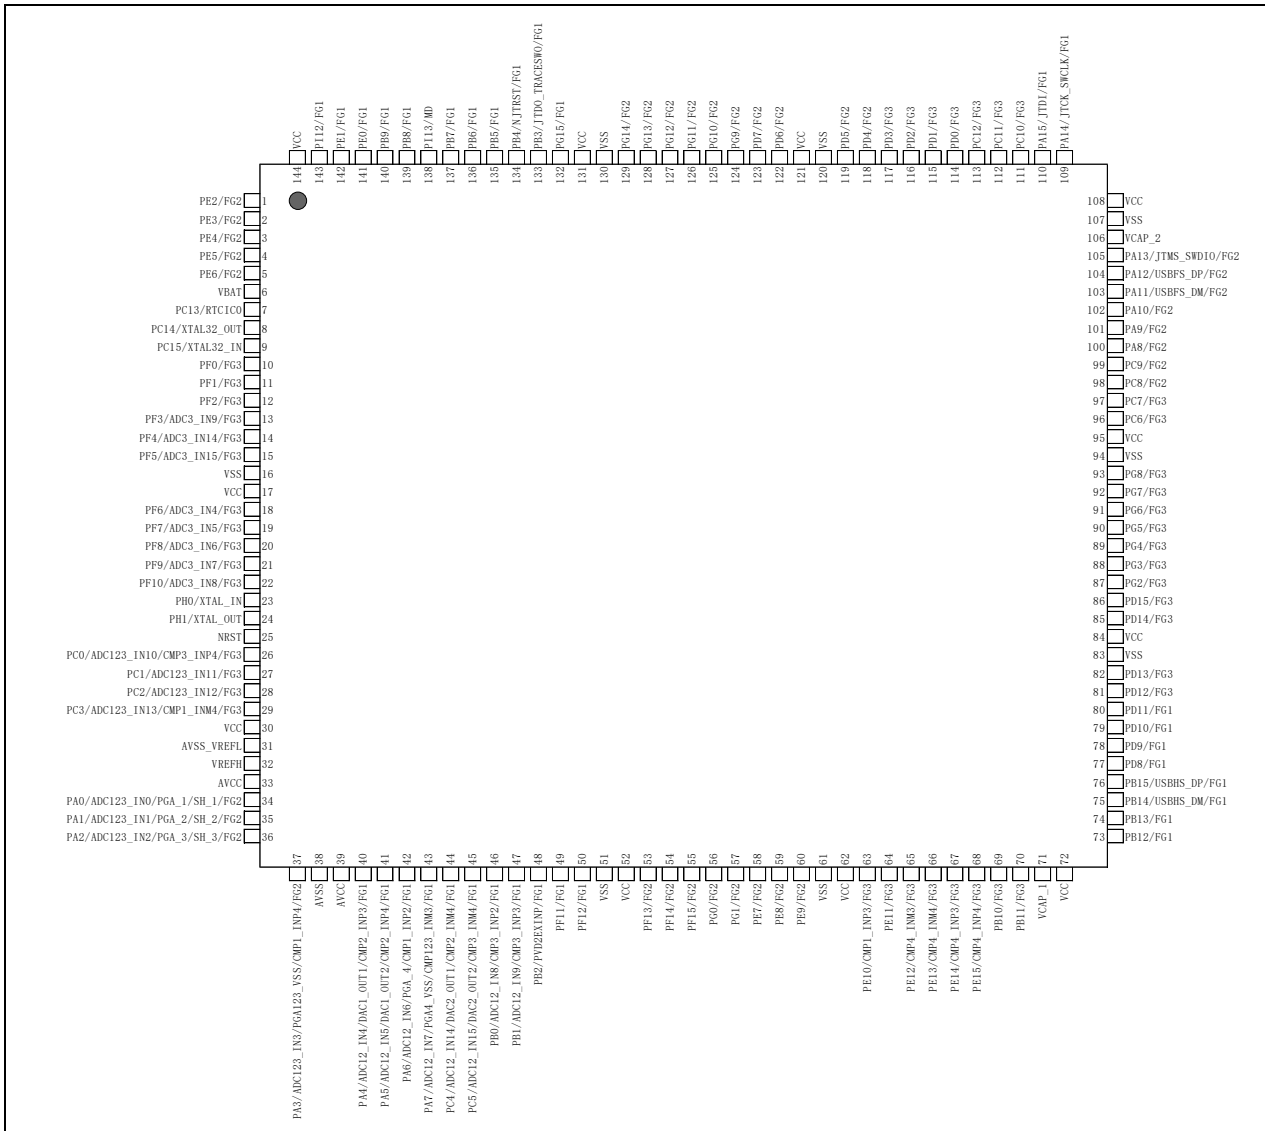 VCC
PI12/FG1
PE1/FG1
PE0/FG1
PB9/FG1
PB8/FG1
PI13/MD
PB7/FG1
PB6/FG1
PB5/FG1
PB4/NJTRST/FG1
PB3/JTDO_TRACESWO/FG1
PG15/FG1
VCC
VSS
PG14/FG2
PG13/FG2
PG12/FG2
PG11/FG2
PG10/FG2
PG9/FG2
PD7/FG2
PD6/FG2
VCC
VSS
PD5/FG2
PD4/FG2
PD3/FG3
PD2/FG3
PD1/FG3
PD0/FG3
PC12/FG3
PC11/FG3
PC10/FG3
PA15/JTDI/FG1
PA14/JTCK_SWCLK/FG1
144
143
142
141
140
139
138
137
136
135
134
133
132
131
130
129
128
127
126
125
124
123
122
121
120
119
118
117
116
115
114
113
112
111
110
109
PE2/FG2 1
PE3/FG2 2
PE4/FG2 3
PE5/FG2 4
PE6/FG2 5
VBAT 6
PC13/RTCIC0 7
PC14/XTAL32_OUT 8
PC15/XTAL32_IN 9
PF0/FG3 10
PF1/FG3 11
PF2/FG3 12
PF3/ADC3_IN9/FG3 13
PF4/ADC3_IN14/FG3 14
PF5/ADC3_IN15/FG3 15
VSS 16
VCC 17
PF6/ADC3_IN4/FG3 18
PF7/ADC3_IN5/FG3 19
PF8/ADC3_IN6/FG3 20
PF9/ADC3_IN7/FG3 21
PF10/ADC3_IN8/FG3 22
PH0/XTAL_IN 23
PH1/XTAL_OUT 24
NRST 25
PC0/ADC123_IN10/CMP3_INP4/FG3 26
PC1/ADC123_IN11/FG3 27
PC2/ADC123_IN12/FG3 28
PC3/ADC123_IN13/CMP1_INM4/FG3 29
VCC 30
AVSS_VREFL 31
VREFH 32
AVCC 33
PA0/ADC123_IN0/PGA_1/SH_1/FG2 34
PA1/ADC123_IN1/PGA_2/SH_2/FG2 35
PA2/ADC123_IN2/PGA_3/SH_3/FG2 36
108 VCC
107 VSS
106 VCAP_2
105 PA13/JTMS_SWDIO/FG2
104 PA12/USBFS_DP/FG2
103 PA11/USBFS_DM/FG2
102 PA10/FG2
101 PA9/FG2
100 PA8/FG2
99 PC9/FG2
98 PC8/FG2
97 PC7/FG3
96 PC6/FG3
95 VCC
94 VSS
93 PG8/FG3
92 PG7/FG3
91 PG6/FG3
90 PG5/FG3
89 PG4/FG3
88 PG3/FG3
87 PG2/FG3
86 PD15/FG3
85 PD14/FG3
84 VCC
83 VSS
82 PD13/FG3
81 PD12/FG3
80 PD11/FG1
79 PD10/FG1
78 PD9/FG1
77 PD8/FG1
76 PB15/USBHS_DP/FG1
75 PB14/USBHS_DM/FG1
74 PB13/FG1
73 PB12/FG1
37
38
39
40
41
42
43
44
45
46
47
48
49
50
51
52
53
54
55
56
57
58
59
60
61
62
63
64
65
66
67
68
69
70
71
72
PA3/ADC123_IN3/PGA123_VSS/CMP1_INP4/FG2
AVSS
AVCC
PA4/ADC12_IN4/DAC1_OUT1/CMP2_INP3/FG1
PA5/ADC12_IN5/DAC1_OUT2/CMP2_INP4/FG1
PA6/ADC12_IN6/PGA_4/CMP1_INP2/FG1
PA7/ADC12_IN7/PGA4_VSS/CMP123_INM3/FG1
PC4/ADC12_IN14/DAC2_OUT1/CMP2_INM4/FG1
PC5/ADC12_IN15/DAC2_OUT2/CMP3_INM4/FG1
PB0/ADC12_IN8/CMP3_INP2/FG1
PB1/ADC12_IN9/CMP3_INP3/FG1
PB2/PVD2EXINP/FG1
PF11/FG1
PF12/FG1
VSS
VCC
PF13/FG2
PF14/FG2
PF15/FG2
PG0/FG2
PG1/FG2
PE7/FG2
PE8/FG2
PE9/FG2
VSS
VCC
PE10/CMP1_INP3/FG3
PE11/FG3
PE12/CMP4_INM3/FG3
PE13/CMP4_INM4/FG3
PE14/CMP4_INP3/FG3
PE15/CMP4_INP4/FG3
PB10/FG3
PB11/FG3
VCAP_1
VCC